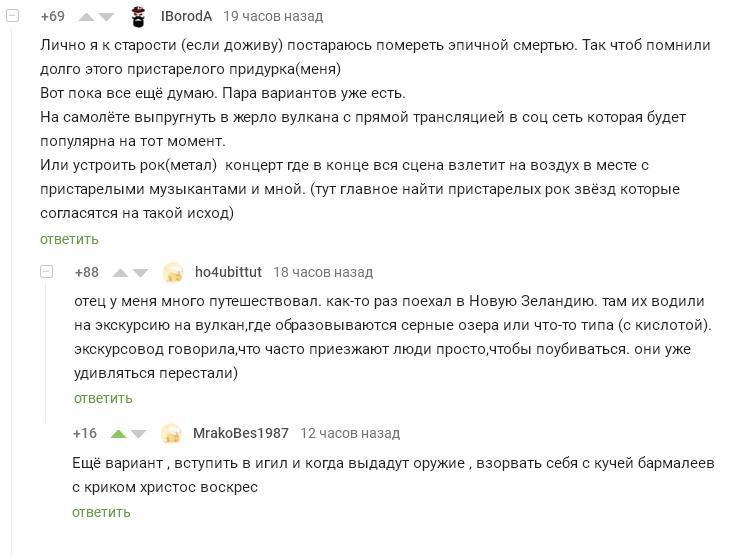 +69 IBorodA 19 часов назад
Лично я к старости (если доживу) постараюсь помереть эпичной смертью. Так чтоб помнили
долго этого пристарелого придурка(меня)
Вот пока все ещё думаю. Пара вариантов уже есть.
На самолёте выпругнуть в жерло вулкана с прямой трансляцией в соц сеть которая будет
популярна на тот момент.
Или устроить рок(метал) концерт где в конце вся сцена взлетит на воздух в месте с
пристарелыми музыкантами и мной. (тут главное найти пристарелых рок звёзд которые
согласятся на такой исход)
ответить
+88 ho4ubittut 18 часов назад
отец у меня много путешествовал. как-то раз поехал в Новую Зеландию. там их водили
на экскурсию на вулкан,где образовываются серные озера или что-то типа (с кислотой).
экскурсовод говорила,что часто приезжают люди просто,чтобы поубиваться. они уже
удивляться перестали)
ответить
+16 MrakoBes1987 12 часов назад
Ещё вариант , вступить в игил и когда выдадут оружие , взорвать себя с кучей бармалеев
с криком христос воскрес
ответить